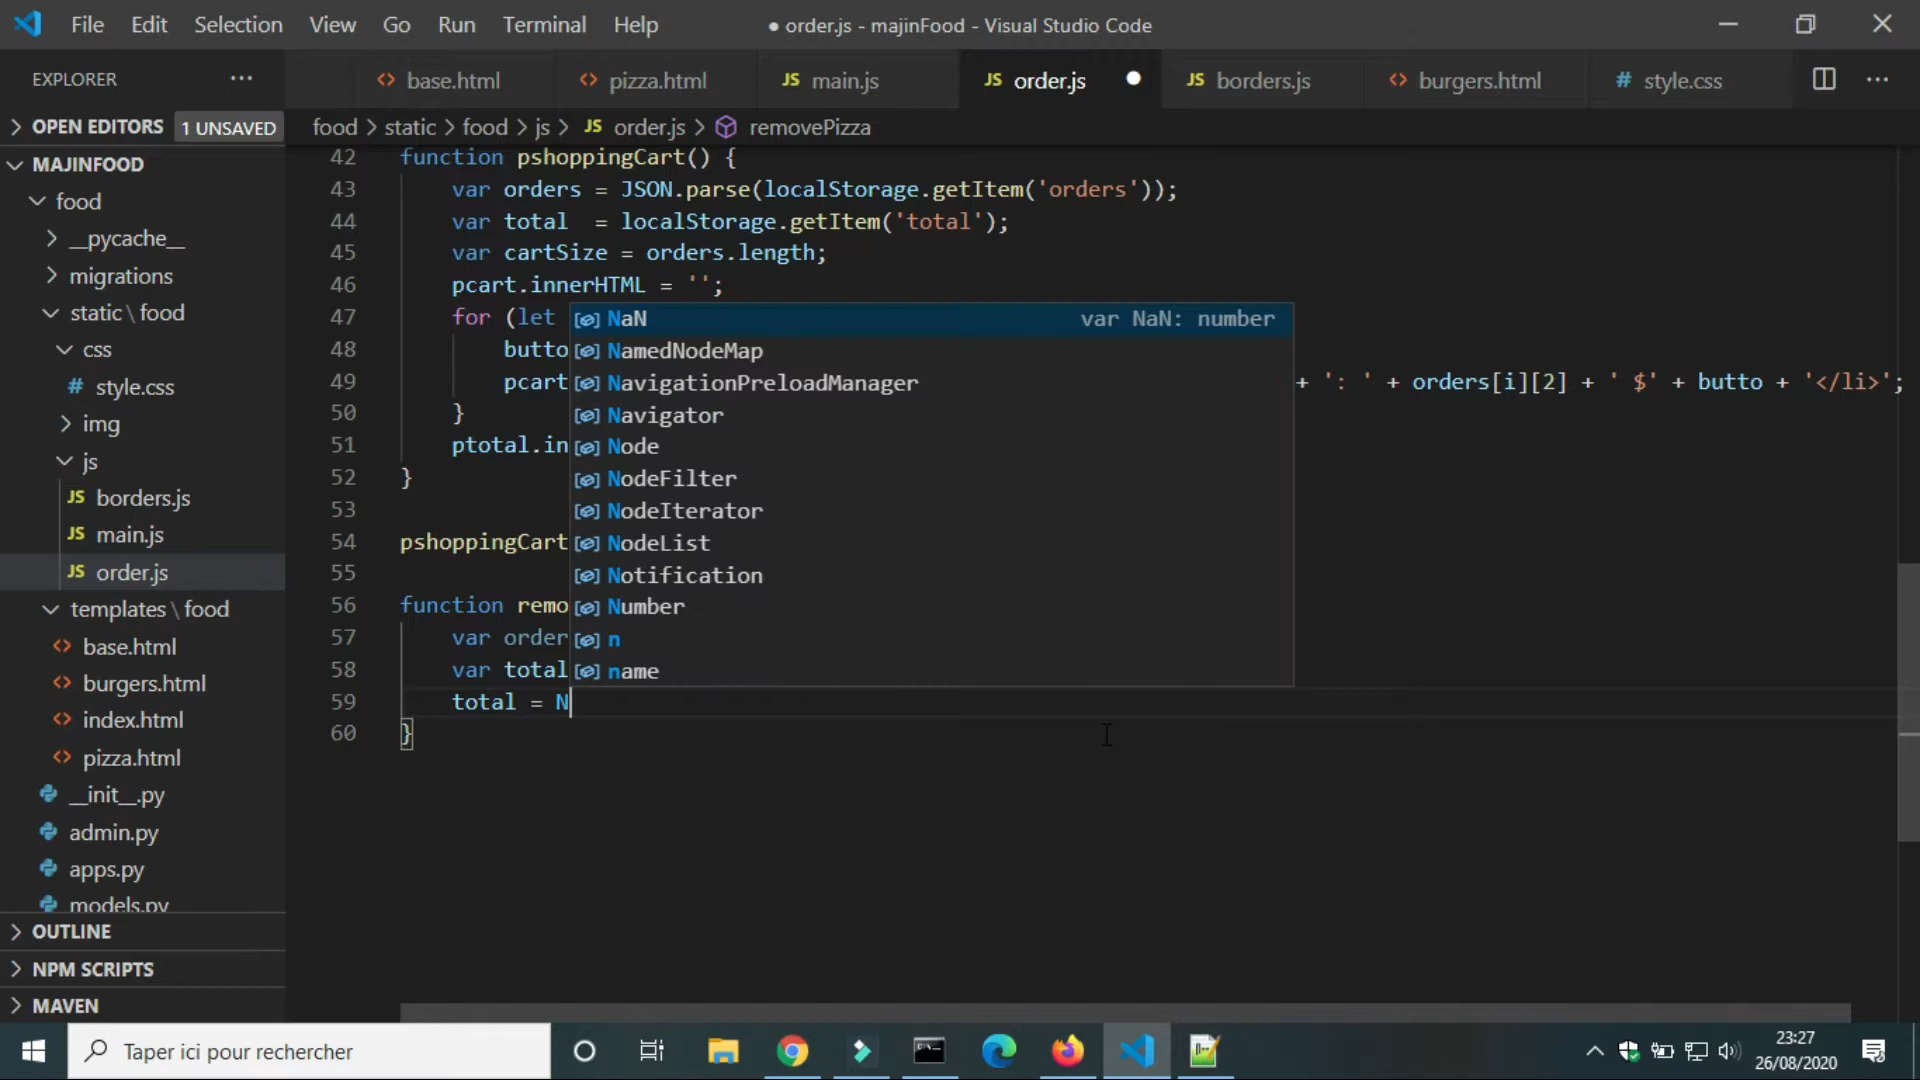 File Edit Selection View Go Run Terminal Help
● order.js - majinFood - Visual Studio Code
EXPLORER ···
base.html
pizza.html
JS main.js
JS order.js
JS borders.js
burgers.html
# style.css
OPEN EDITORS 1 UNSAVED
food > static > food > js > JS order.js > removePizza
MAJINFOOD
food
__pycache__
migrations
static\food
css
# style.css
img
js
JS borders.js
JS main.js
JS order.js
templates\food
base.html
burgers.html
index.html
pizza.html
__init__.py
admin.py
apps.py
models.py
OUTLINE
NPM SCRIPTS
MAVEN
42 function pshoppingCart() {
43 var orders = JSON.parse(localStorage.getItem('orders'));
44 var total = localStorage.getItem('total');
45 var cartSize = orders.length;
46 pcart.innerHTML = '';
47 for (let
48 butto
49 pcart + ': ' + orders[i][2] + ' $' + butto + '</li>';
50 }
51 ptotal.in
52 }
53
54 pshoppingCart
55
56 function remo
57 var order
58 var total
59 total = N
60 }
NaN var NaN: number
NamedNodeMap
NavigationPreloadManager
Navigator
Node
NodeFilter
NodeIterator
NodeList
Notification
Number
n
name
Taper ici pour rechercher
23:27
26/08/2020